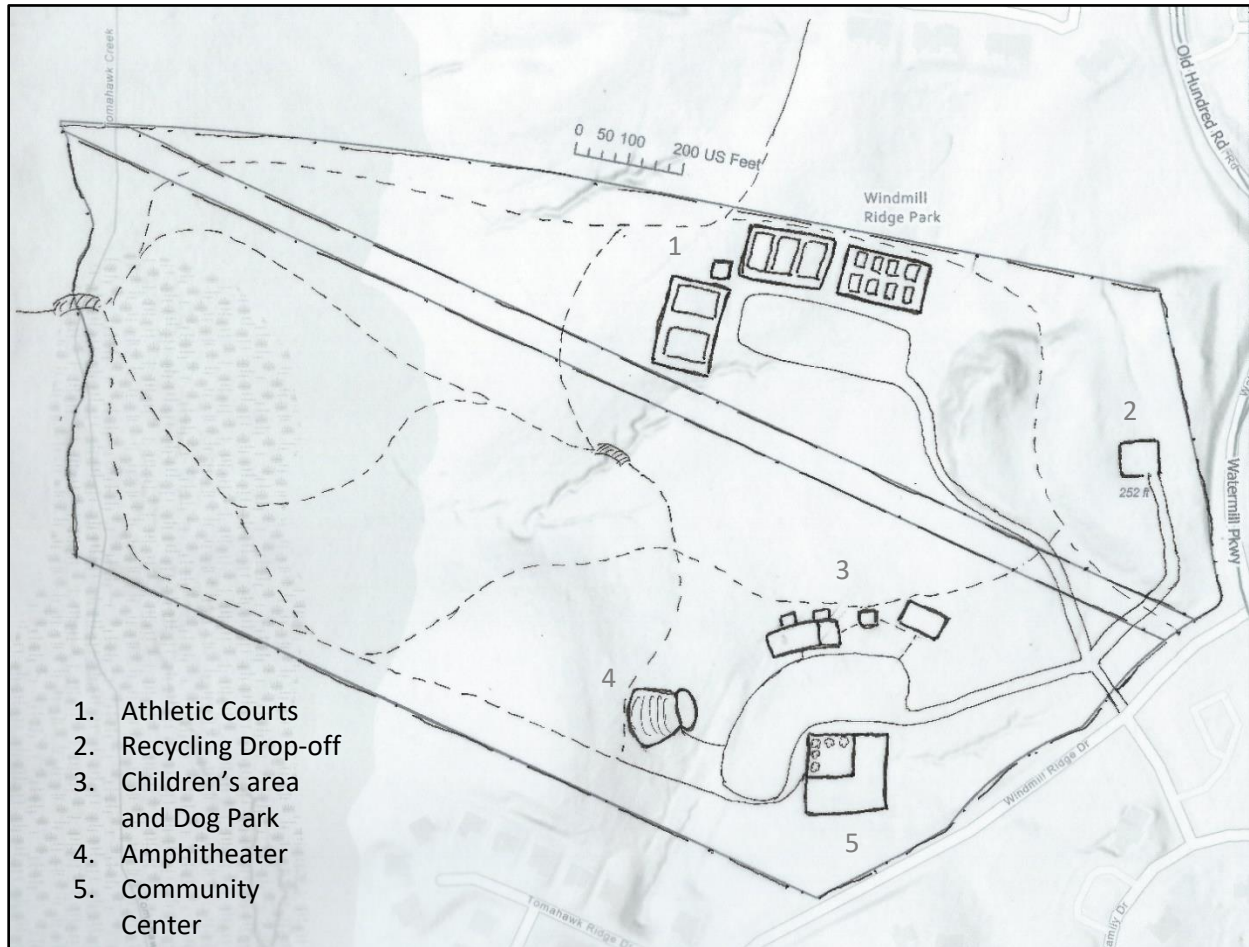 Tomahawk Creek
Old Hundred Rd
Rd
0 50 100 200 US Feet
Windmill
Ridge Park
1
2
252 ft
Watermill Pkwy
3
4
1. Athletic Courts
2. Recycling Drop-off
3. Children's area
and Dog Park
4. Amphitheater
5. Community
Center
5
Windmill Ridge Dr
Tomahawk Ridge